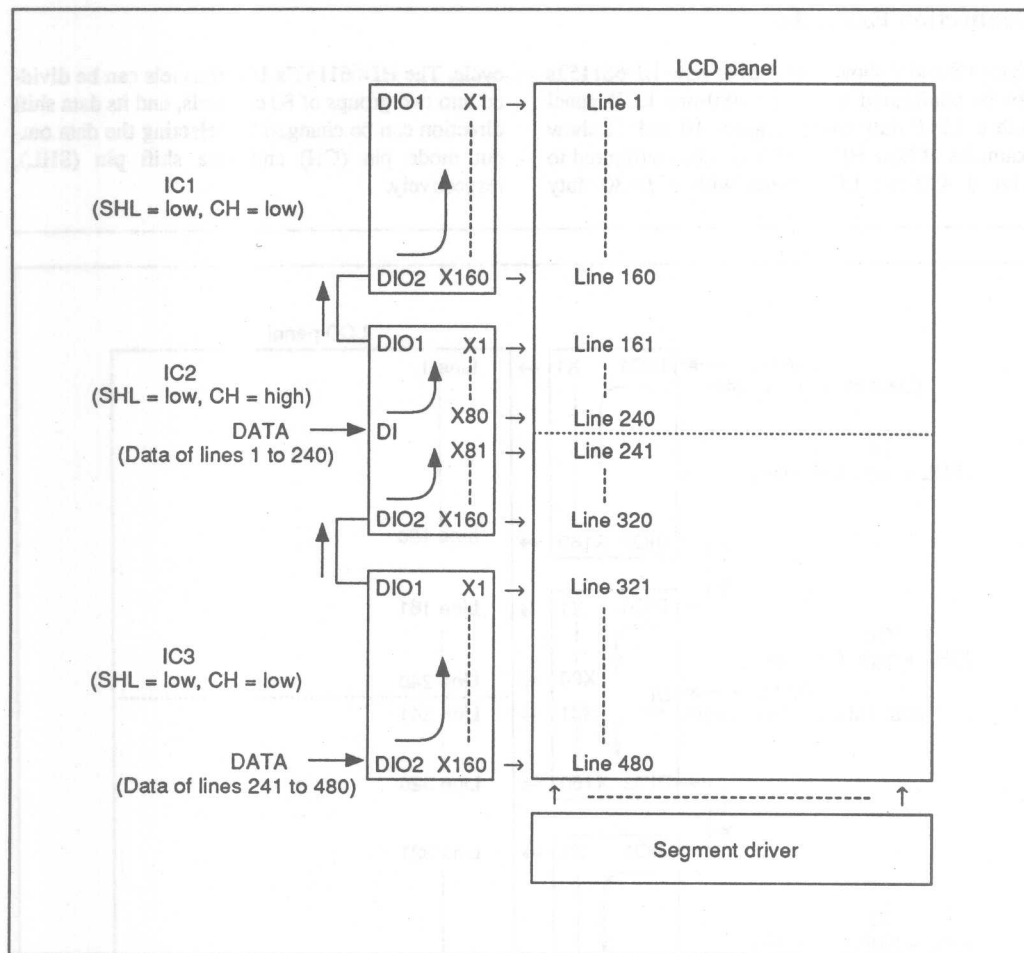 LCD panel
DIO1 X1 → Line 1
IC1
(SHL = low, CH = low)
DIO2 X160 → Line 160
DIO1 X1 → Line 161
IC2
(SHL = low, CH = high)
X80 → Line 240
DATA → DI
(Data of lines 1 to 240)
X81 → Line 241
DIO2 X160 → Line 320
DIO1 X1 → Line 321
IC3
(SHL = low, CH = low)
DATA → DIO2 X160 → Line 480
(Data of lines 241 to 480)
Segment driver